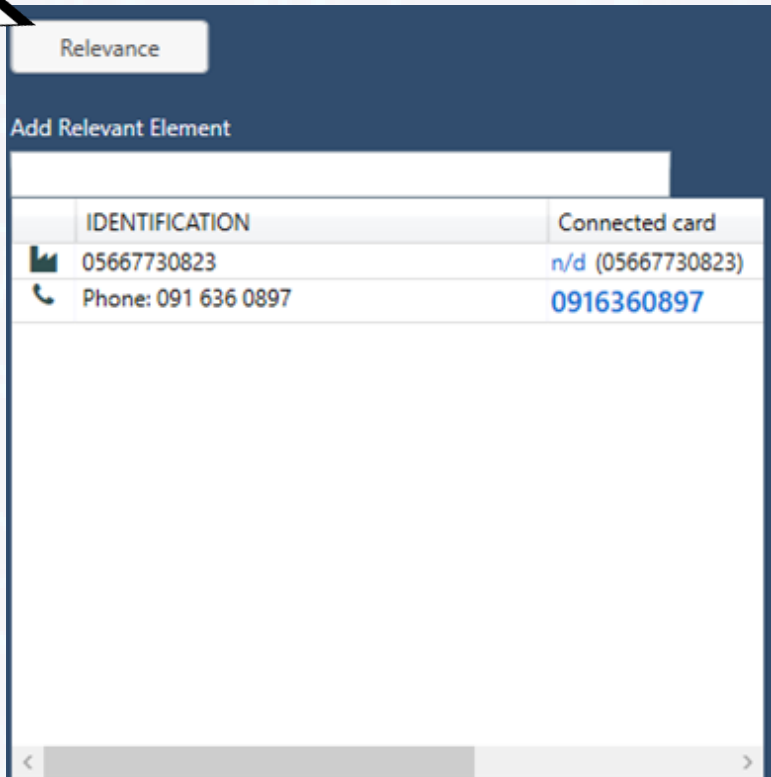 Relevance
Add Relevant Element
IDENTIFICATION Connected card
05667730823 n/d (05667730823)
Phone: 091 636 0897 0916360897